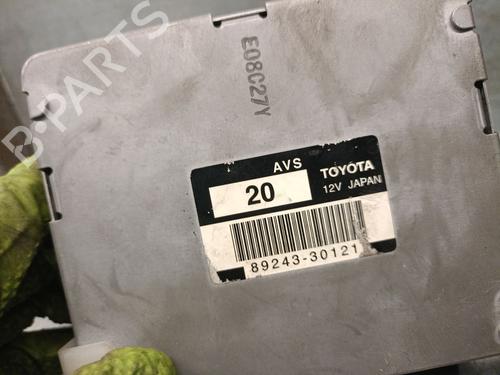 E08C27Y
AVS
TOYOTA
20
12V JAPAN
89243-30121
B-PARTS